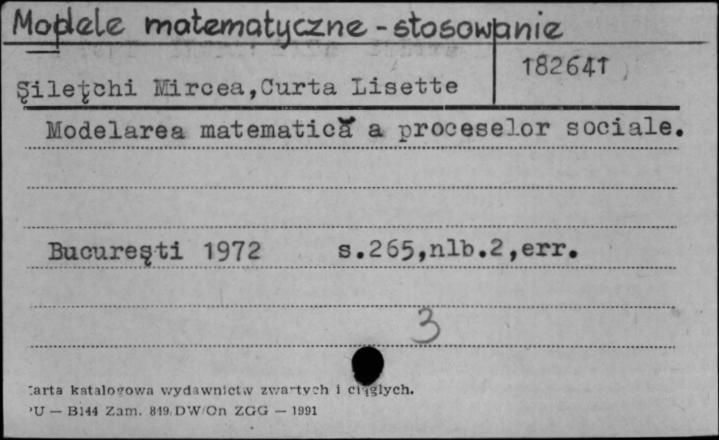 Modele matematyczne - stosowanie
182641
Şileţchi Mircea,Curta Lisette
Modelarea matematică a proceselor sociale.
Bucureşti 1972 s.265,nlb.2,err.
3
Karta katalogowa wydawnictw zwartych i ciągłych.
PU — B144 Zam. 819/DW/On ZGG — 1991